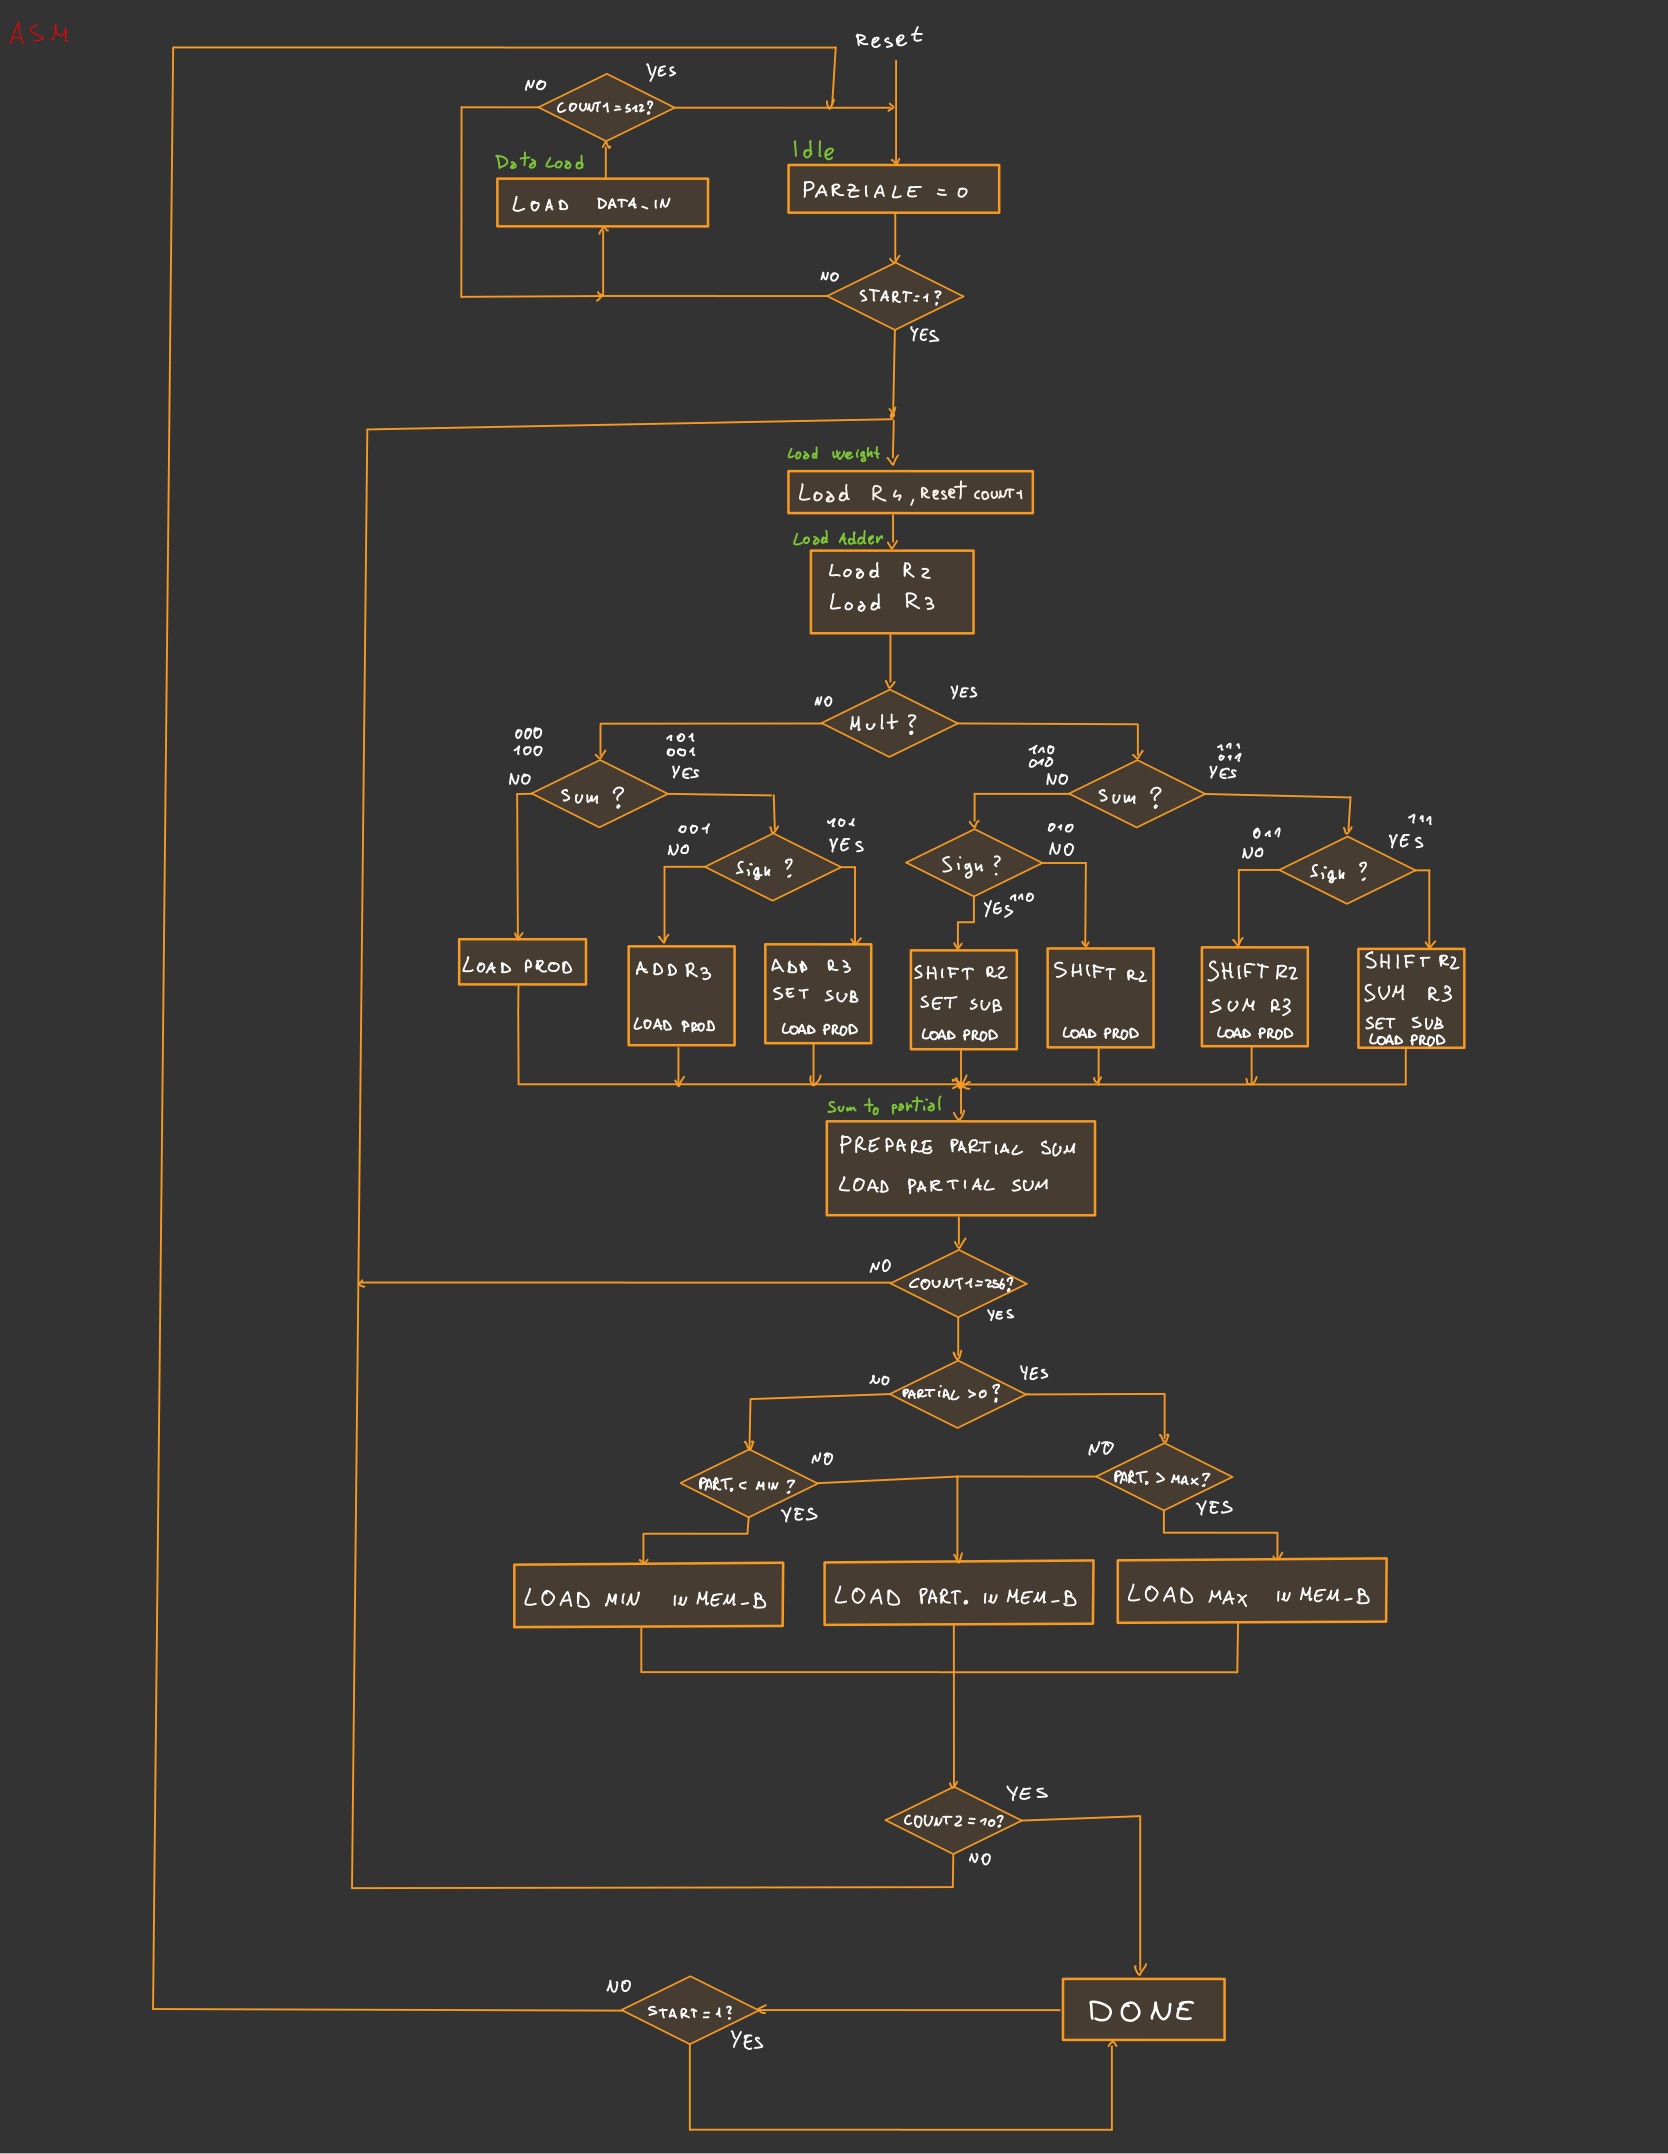 ASM
Reset
NO
YES
COUNT1=512?
Data Load
LOAD DATA_IN
Idle
PARZIALE = 0
NO
START=1?
YES
Load weight
Load R4, Reset COUNT1
Load Adder
Load R2
Load R3
NO
YES
Mult?
000
100
NO
101
001
YES
Sum?
110
010
NO
111
011
YES
Sum?
001
NO
101
YES
Sign?
010
NO
Sign?
YES 110
011
NO
111
YES
Sign?
LOAD PROD
ADD R3
LOAD PROD
ADD R3
SET SUB
LOAD PROD
SHIFT R2
SET SUB
LOAD PROD
SHIFT R2
LOAD PROD
SHIFT R2
SUM R3
LOAD PROD
SHIFT R2
SUM R3
SET SUB
LOAD PROD
Sum to partial
PREPARE PARTIAL SUM
LOAD PARTIAL SUM
NO
COUNT1=256?
YES
NO
YES
PARTIAL >0?
NO
PART. < MIN?
YES
NO
PART. > MAX?
YES
LOAD MIN IN MEM_B
LOAD PART. IN MEM_B
LOAD MAX IN MEM_B
YES
COUNT2=10?
NO
NO
START=1?
YES
DONE